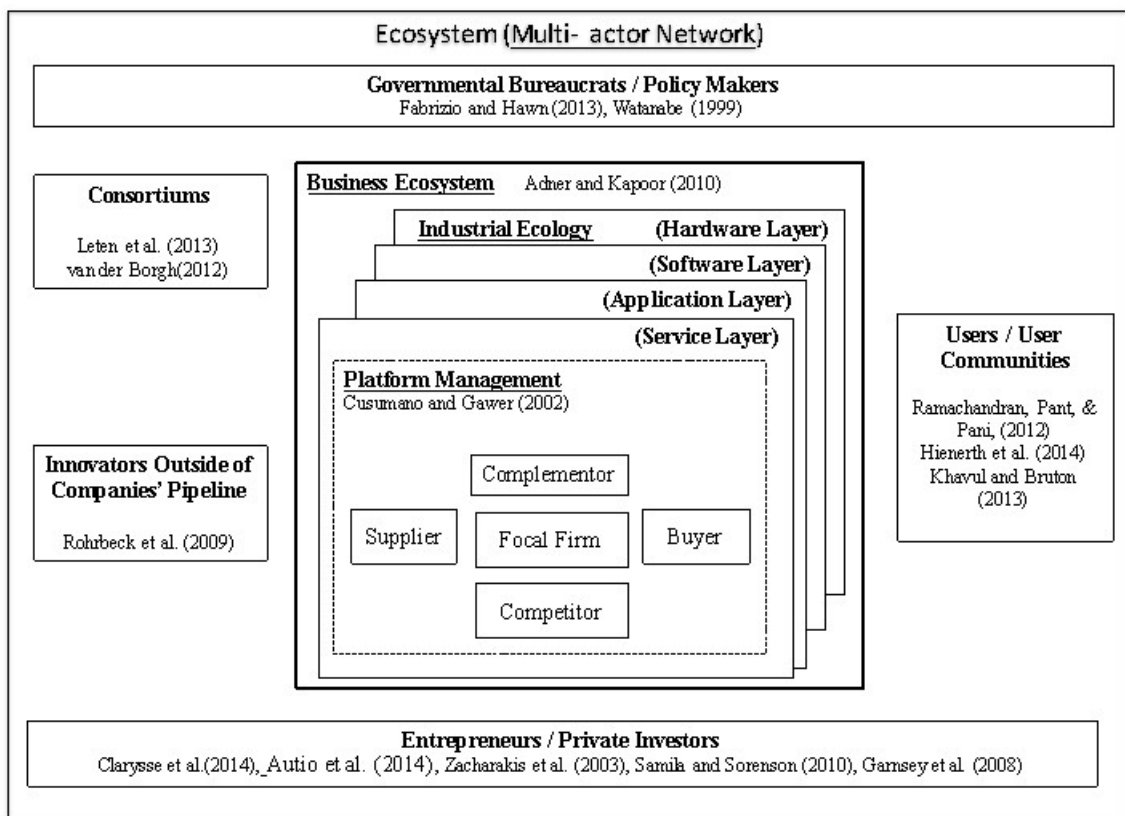 Ecosystem (Multi- actor Network)
Governmental Bureaucrats / Policy Makers
Fabrizio and Hawn (2013), Watanabe (1999)
Consortiums
Leten et al. (2013)
van der Borgh(2012)
Business Ecosystem Adner and Kapoor (2010)
Industrial Ecology (Hardware Layer)
(Software Layer)
(Application Layer)
(Service Layer)
Platform Management
Cusumano and Gawer (2002)
Complementor
Supplier
Focal Firm
Buyer
Competitor
Innovators Outside of
Companies' Pipeline
Rohrbeck et al. (2009)
Users / User
Communities
Ramachandran, Pant, &
Pani, (2012)
Hienerth et al. (2014)
Khavul and Bruton
(2013)
Entrepreneurs / Private Investors
Clarysse et al.(2014),_Autio et al. (2014), Zacharakis et al. (2003), Samila and Sorenson (2010), Garnsey et al. (2008)